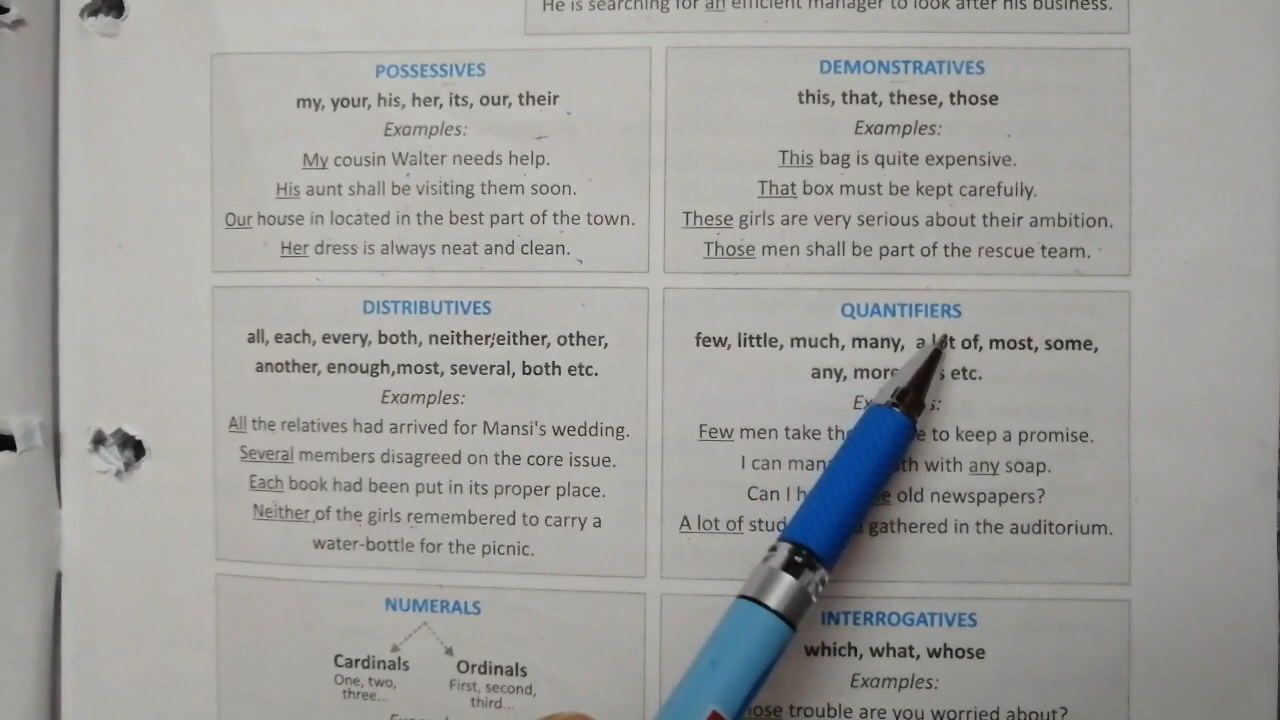 He is searching for an efficient manager to look after his business.
POSSESSIVES
my, your, his, her, its, our, their
Examples:
My cousin Walter needs help.
His aunt shall be visiting them soon.
Our house in located in the best part of the town.
Her dress is always neat and clean.
DEMONSTRATIVES
this, that, these, those
Examples:
This bag is quite expensive.
That box must be kept carefully.
These girls are very serious about their ambition.
Those men shall be part of the rescue team.
DISTRIBUTIVES
all, each, every, both, neither/either, other,
another, enough,most, several, both etc.
Examples:
All the relatives had arrived for Mansi's wedding.
Several members disagreed on the core issue.
Each book had been put in its proper place.
Neither of the girls remembered to carry a
water-bottle for the picnic.
QUANTIFIERS
few, little, much, many, a lot of, most, some,
any, more etc.
Few men take to keep a promise.
I can with any soap.
Can I old newspapers?
A lot of gathered in the auditorium.
NUMERALS
Cardinals
One, two,
three...
Ordinals
First, second,
third...
INTERROGATIVES
which, what, whose
Examples:
trouble are you worried about?